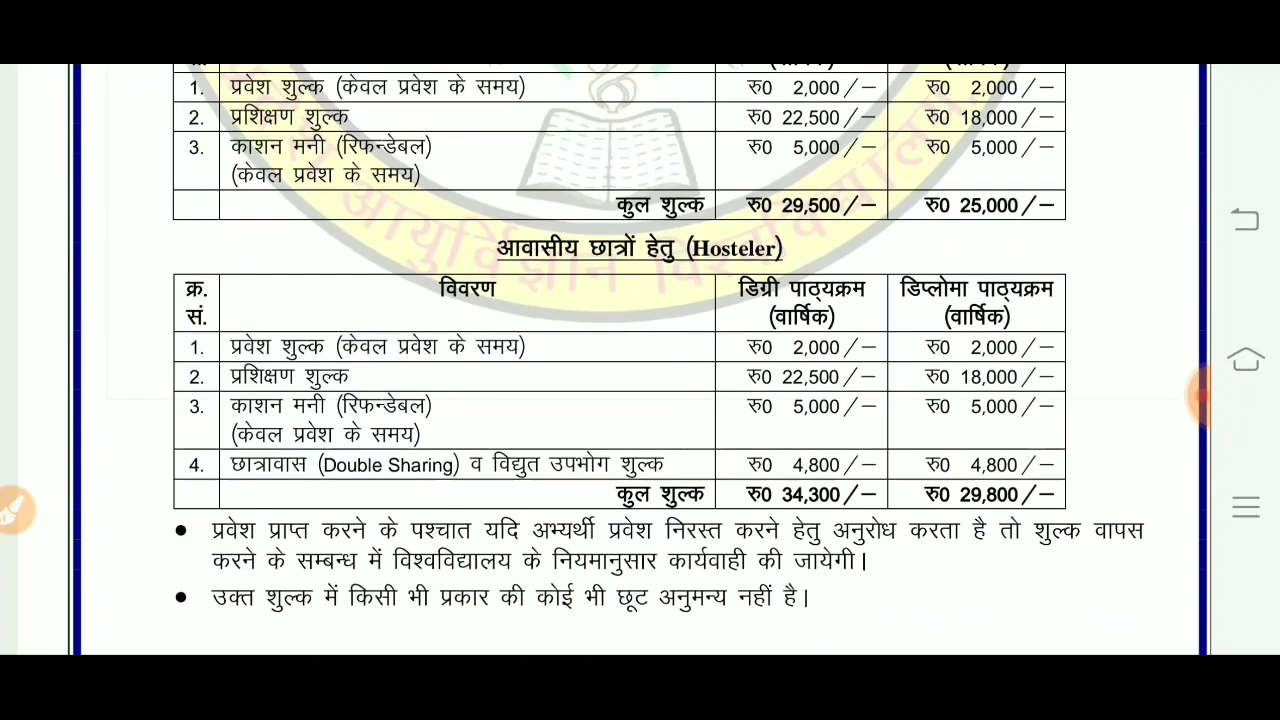 1. प्रवेश शुल्क (केवल प्रवेश के समय) रु0 2,000/– रु0 2,000/–
2. प्रशिक्षण शुल्क रु0 22,500/– रु0 18,000/–
3. काशन मनी (रिफन्डेबल) रु0 5,000/– रु0 5,000/–
(केवल प्रवेश के समय)
कुल शुल्क रु0 29,500/– रु0 25,000/–
आवासीय छात्रों हेतु (Hosteler)
क्र. विवरण डिग्री पाठ्यक्रम डिप्लोमा पाठ्यक्रम
सं. (वार्षिक) (वार्षिक)
1. प्रवेश शुल्क (केवल प्रवेश के समय) रु0 2,000/– रु0 2,000/–
2. प्रशिक्षण शुल्क रु0 22,500/– रु0 18,000/–
3. काशन मनी (रिफन्डेबल) रु0 5,000/– रु0 5,000/–
(केवल प्रवेश के समय)
4. छात्रावास (Double Sharing) व विद्युत उपभोग शुल्क रु0 4,800/– रु0 4,800/–
कुल शुल्क रु0 34,300/– रु0 29,800/–
• प्रवेश प्राप्त करने के पश्चात यदि अभ्यर्थी प्रवेश निरस्त करने हेतु अनुरोध करता है तो शुल्क वापस
करने के सम्बन्ध में विश्वविद्यालय के नियमानुसार कार्यवाही की जायेगी।
• उक्त शुल्क में किसी भी प्रकार की कोई भी छूट अनुमन्य नहीं है।
आयुर्विज्ञान विश्वविद्यालय